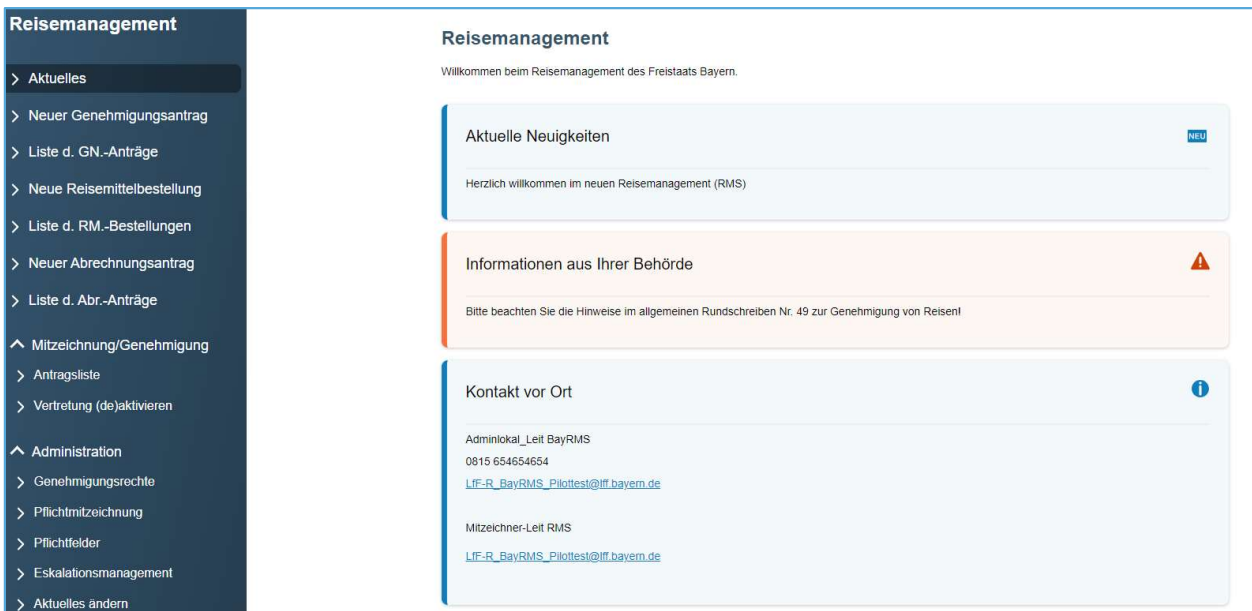 Reisemanagement
Aktuelles
Neuer Genehmigungsantrag
Liste d. GN.-Anträge
Neue Reisemittelbestellung
Liste d. RM.-Bestellungen
Neuer Abrechnungsantrag
Liste d. Abr.-Anträge
Mitzeichnung/Genehmigung
Antragsliste
Vertretung (de)aktivieren
Administration
Genehmigungsrechte
Pflichtmitzeichnung
Pflichtfelder
Eskalationsmanagement
Aktuelles ändern
Reisemanagement
Willkommen beim Reisemanagement des Freistaats Bayern.
Aktuelle Neuigkeiten
NEU
Herzlich willkommen im neuen Reisemanagement (RMS)
Informationen aus Ihrer Behörde
Bitte beachten Sie die Hinweise im allgemeinen Rundschreiben Nr. 49 zur Genehmigung von Reisen!
Kontakt vor Ort
Adminlokal_Leit BayRMS
0815 654654654
LfF-R_BayRMS_Pilottest@lff.bayern.de
Mitzeichner-Leit RMS
LfF-R_BayRMS_Pilottest@lff.bayern.de